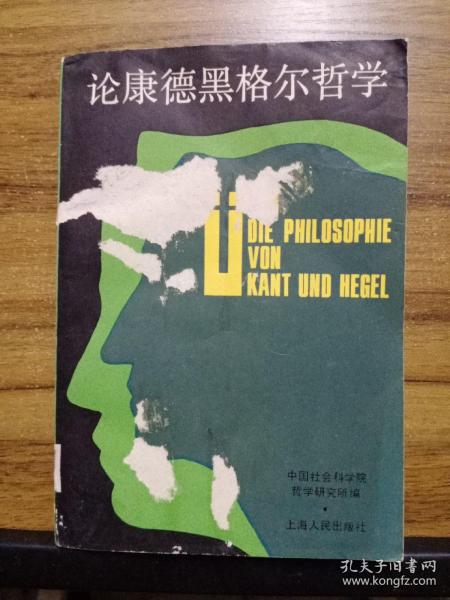 论康德黑格尔哲学
Ü
DIE PHILOSOPHIE
VON
KANT UND HEGEL
中国社会科学院
哲学研究所编
上海人民出版社
孔夫子旧书网
www.kongfz.com